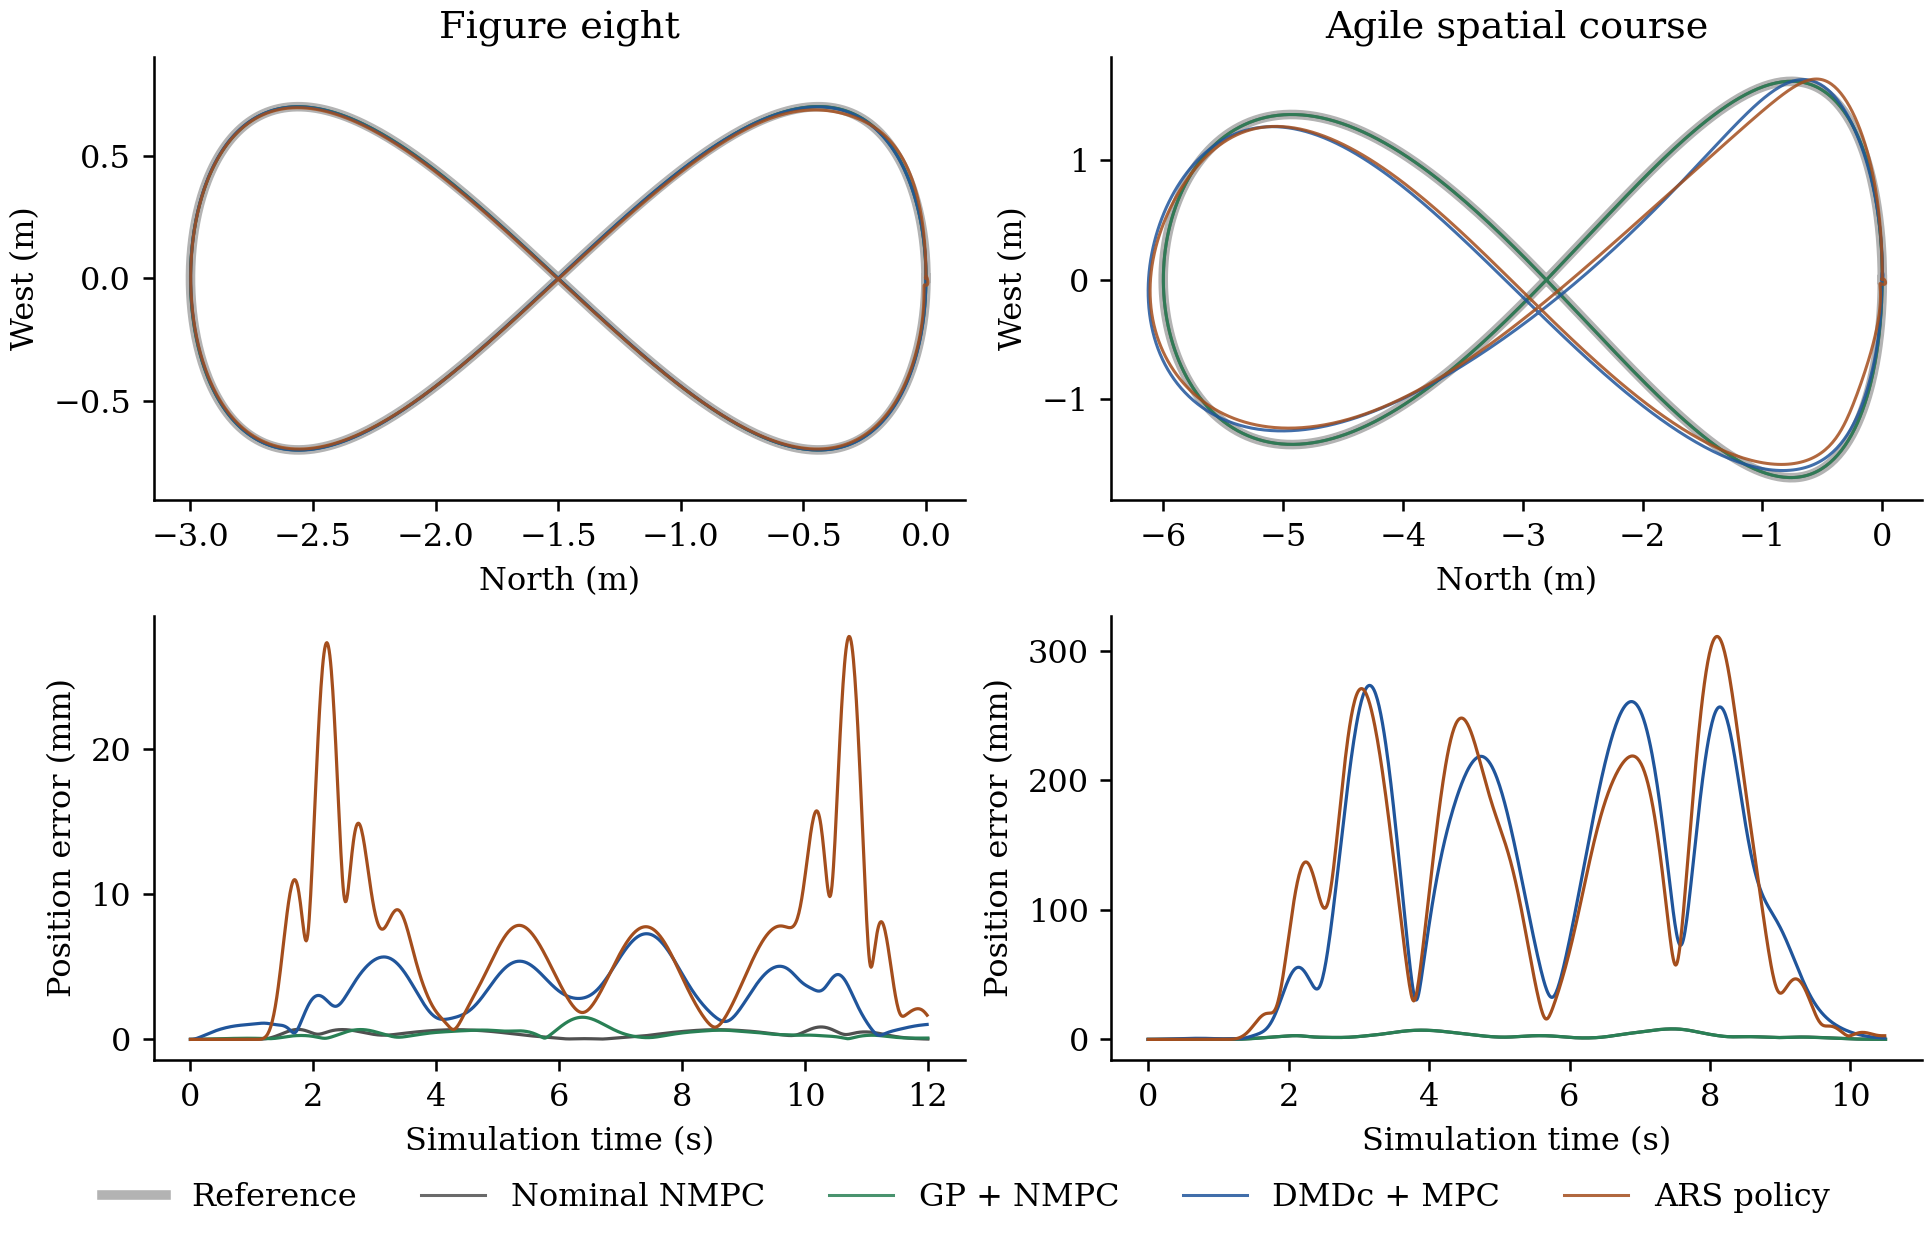 Figure eight
Agile spatial course
West (m)
0.5
0.0
−0.5
−3.0 −2.5 −2.0 −1.5 −1.0 −0.5 0.0
North (m)
West (m)
1
0
−1
−6 −5 −4 −3 −2 −1 0
North (m)
Position error (mm)
20
10
0
0 2 4 6 8 10 12
Simulation time (s)
Position error (mm)
300
200
100
0
0 2 4 6 8 10
Simulation time (s)
Reference Nominal NMPC GP + NMPC DMDc + MPC ARS policy